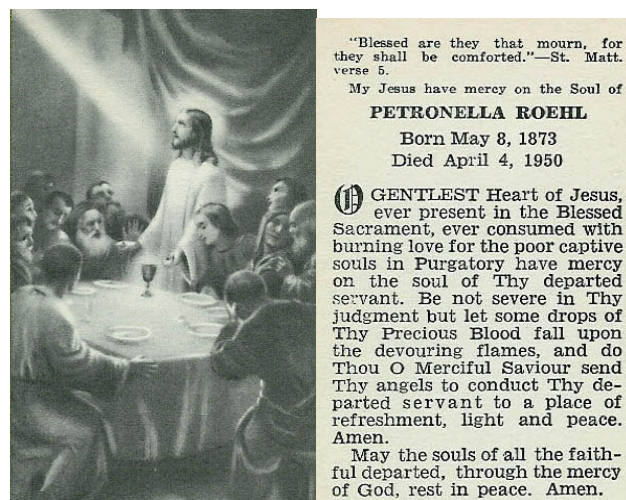 "Blessed are they that mourn, for
they shall be comforted."—St. Matt.
verse 5.
My Jesus have mercy on the Soul of
PETRONELLA ROEHL
Born May 8, 1873
Died April 4, 1950
O GENTLEST Heart of Jesus,
ever present in the Blessed
Sacrament, ever consumed with
burning love for the poor captive
souls in Purgatory have mercy
on the soul of Thy departed
servant. Be not severe in Thy
judgment but let some drops of
Thy Precious Blood fall upon
the devouring flames, and do
Thou O Merciful Saviour send
Thy angels to conduct Thy de-
parted servant to a place of
refreshment, light and peace.
Amen.
May the souls of all the faith-
ful departed, through the mercy
of God, rest in peace. Amen.